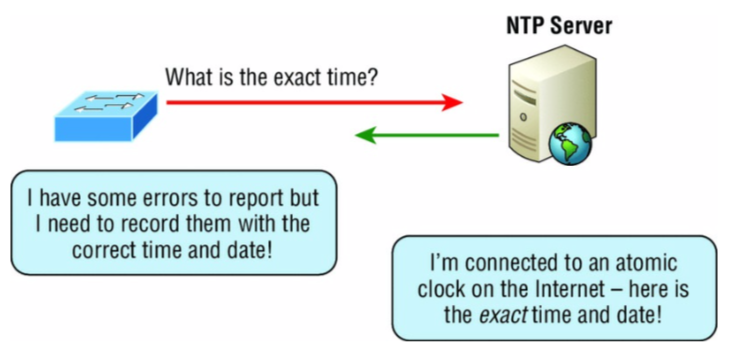 NTP Server
What is the exact time?
I have some errors to report but
I need to record them with the
correct time and date!
I’m connected to an atomic
clock on the Internet – here is
the exact time and date!